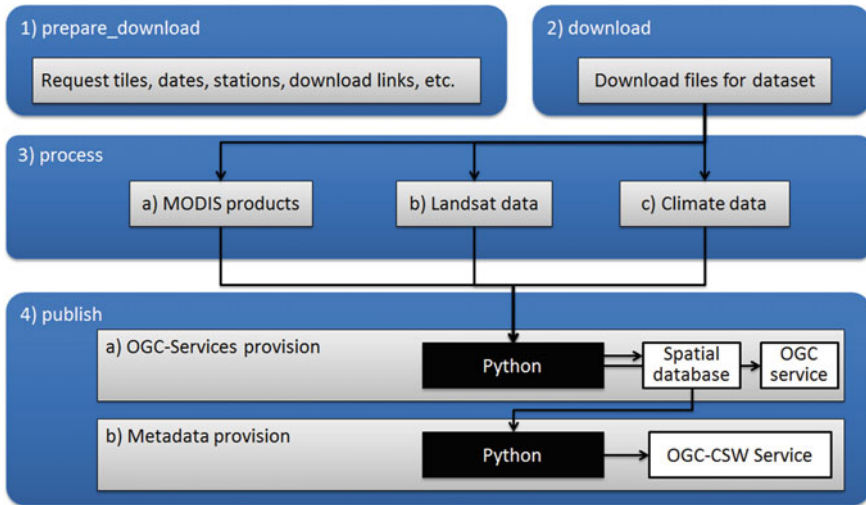 1) prepare_download
Request tiles, dates, stations, download links, etc.
2) download
Download files for dataset
3) process
a) MODIS products
b) Landsat data
c) Climate data
4) publish
a) OGC-Services provision
Python
Spatial
database
OGC
service
b) Metadata provision
Python
OGC-CSW Service